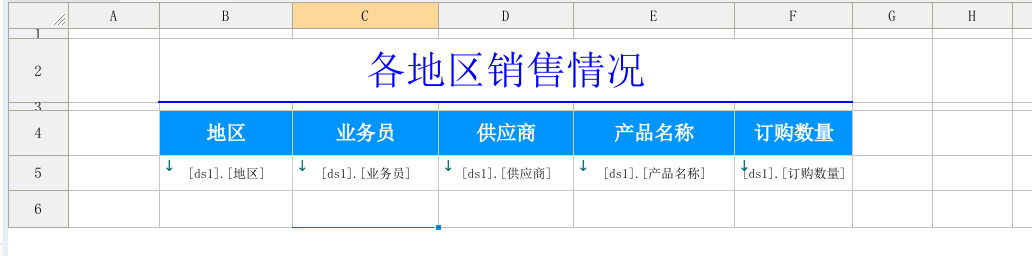 A B C D E F G H
1
2 各地区销售情况
3
4 地区 业务员 供应商 产品名称 订购数量
5 [ds1].[地区] [ds1].[业务员] [ds1].[供应商] [ds1].[产品名称] [ds1].[订购数量]
6